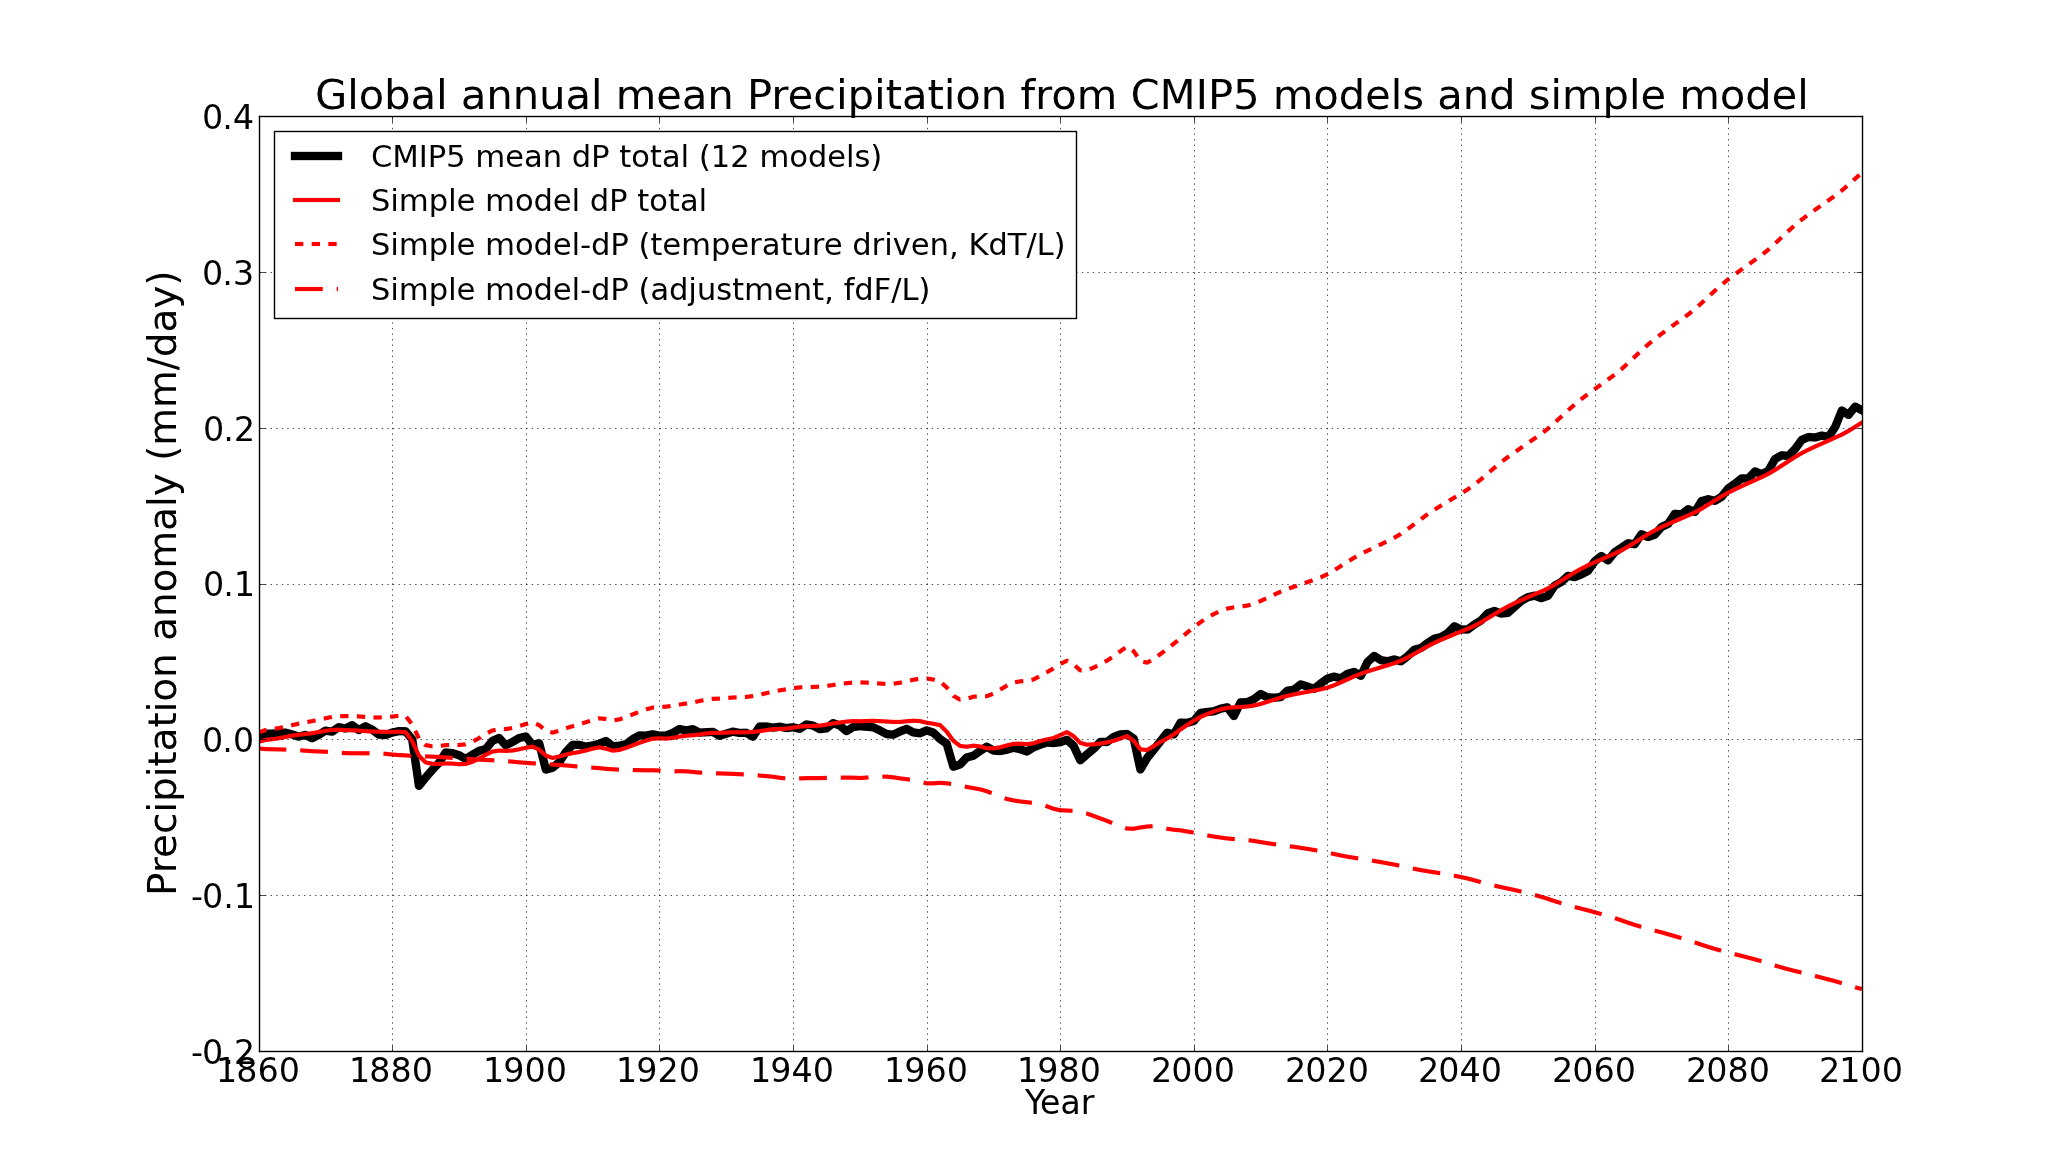 Global annual mean Precipitation from CMIP5 models and simple model
CMIP5 mean dP total (12 models)
Simple model dP total
Simple model-dP (temperature driven, KdT/L)
Simple model-dP (adjustment, fdF/L)
Precipitation anomaly (mm/day)
0.4
0.3
0.2
0.1
0.0
-0.1
-0.2
1860 1880 1900 1920 1940 1960 1980 2000 2020 2040 2060 2080 2100
Year